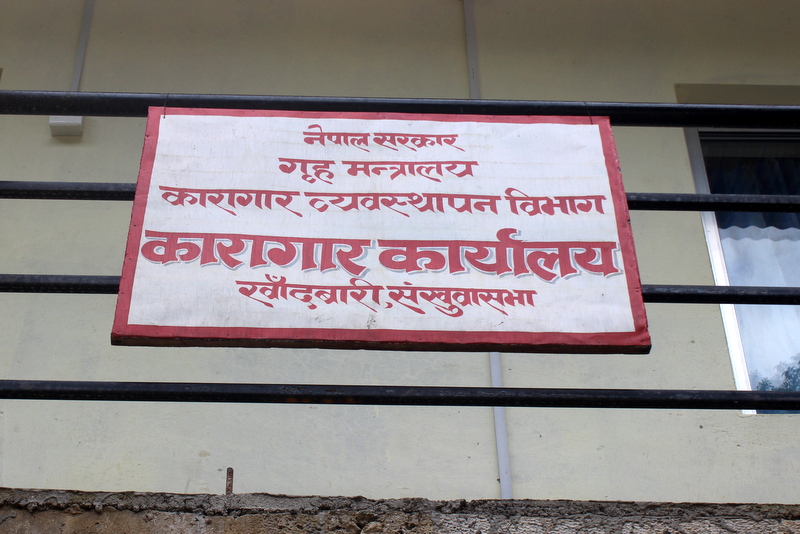 नेपाल सरकार
गृह मन्त्रालय
कारागार व्यवस्थापन विभाग
कारागार कार्यालय
खाँदबारी, संखुवासभा